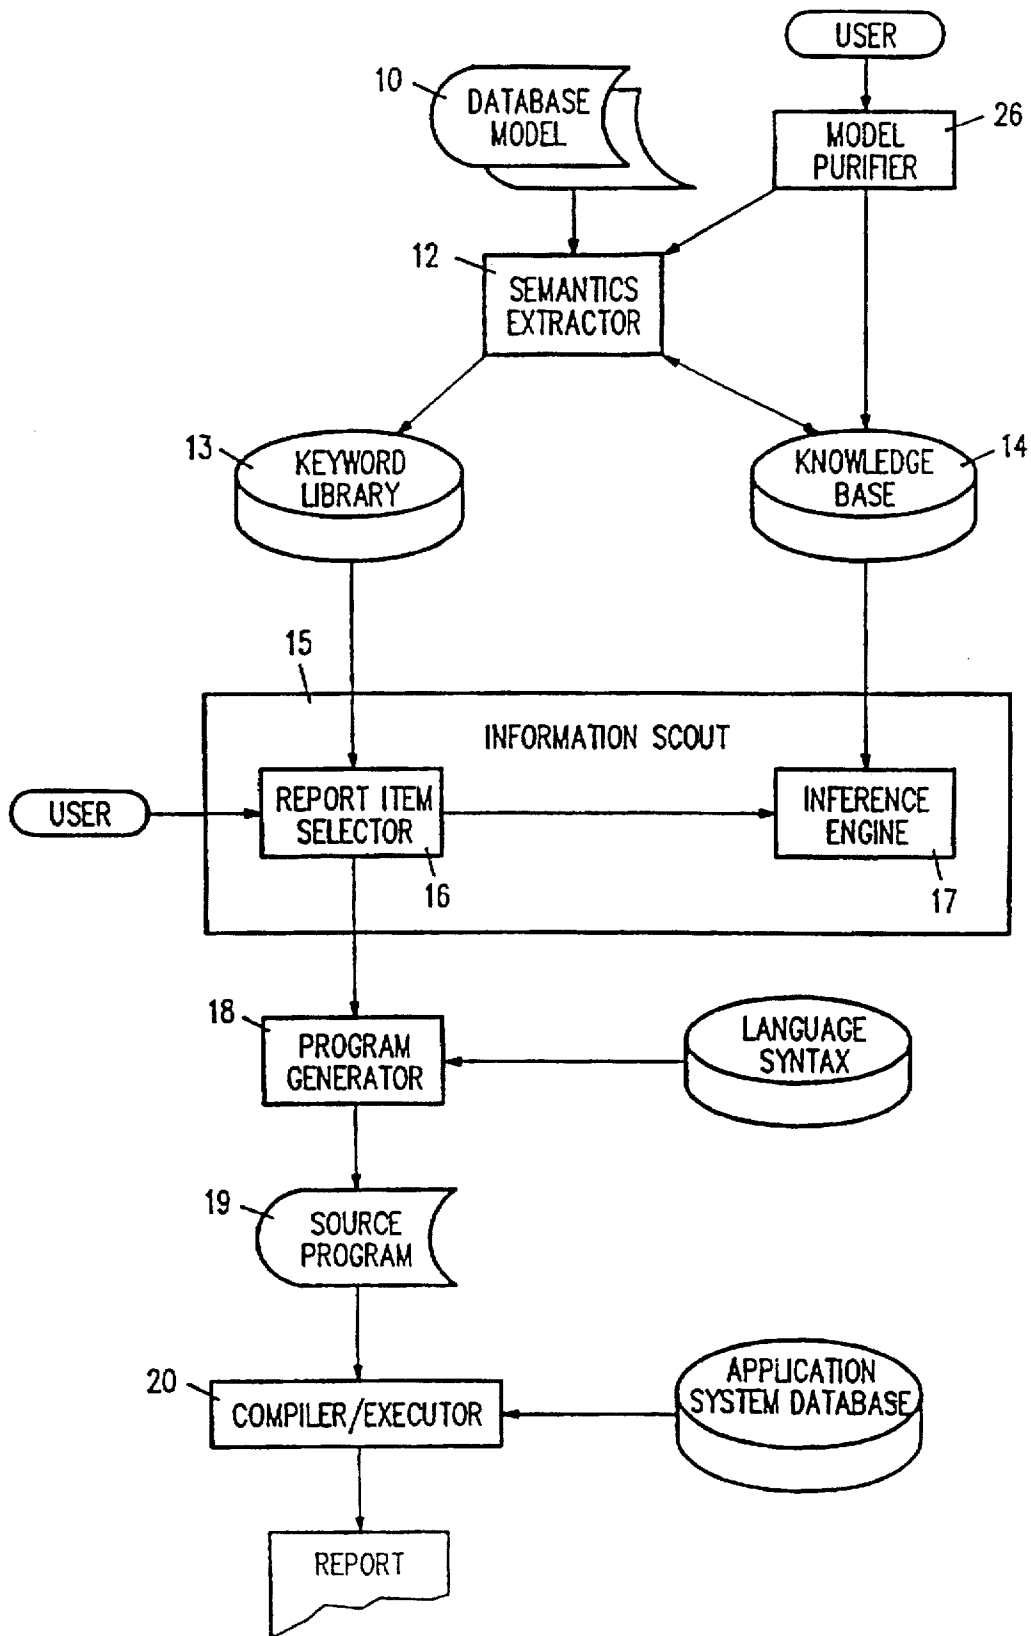 USER
10
DATABASE
MODEL
26
MODEL
PURIFIER
12
SEMANTICS
EXTRACTOR
13
KEYWORD
LIBRARY
14
KNOWLEDGE
BASE
15
INFORMATION SCOUT
USER
REPORT ITEM
SELECTOR
16
INFERENCE
ENGINE
17
18
PROGRAM
GENERATOR
LANGUAGE
SYNTAX
19
SOURCE
PROGRAM
20
COMPILER/EXECUTOR
APPLICATION
SYSTEM DATABASE
REPORT